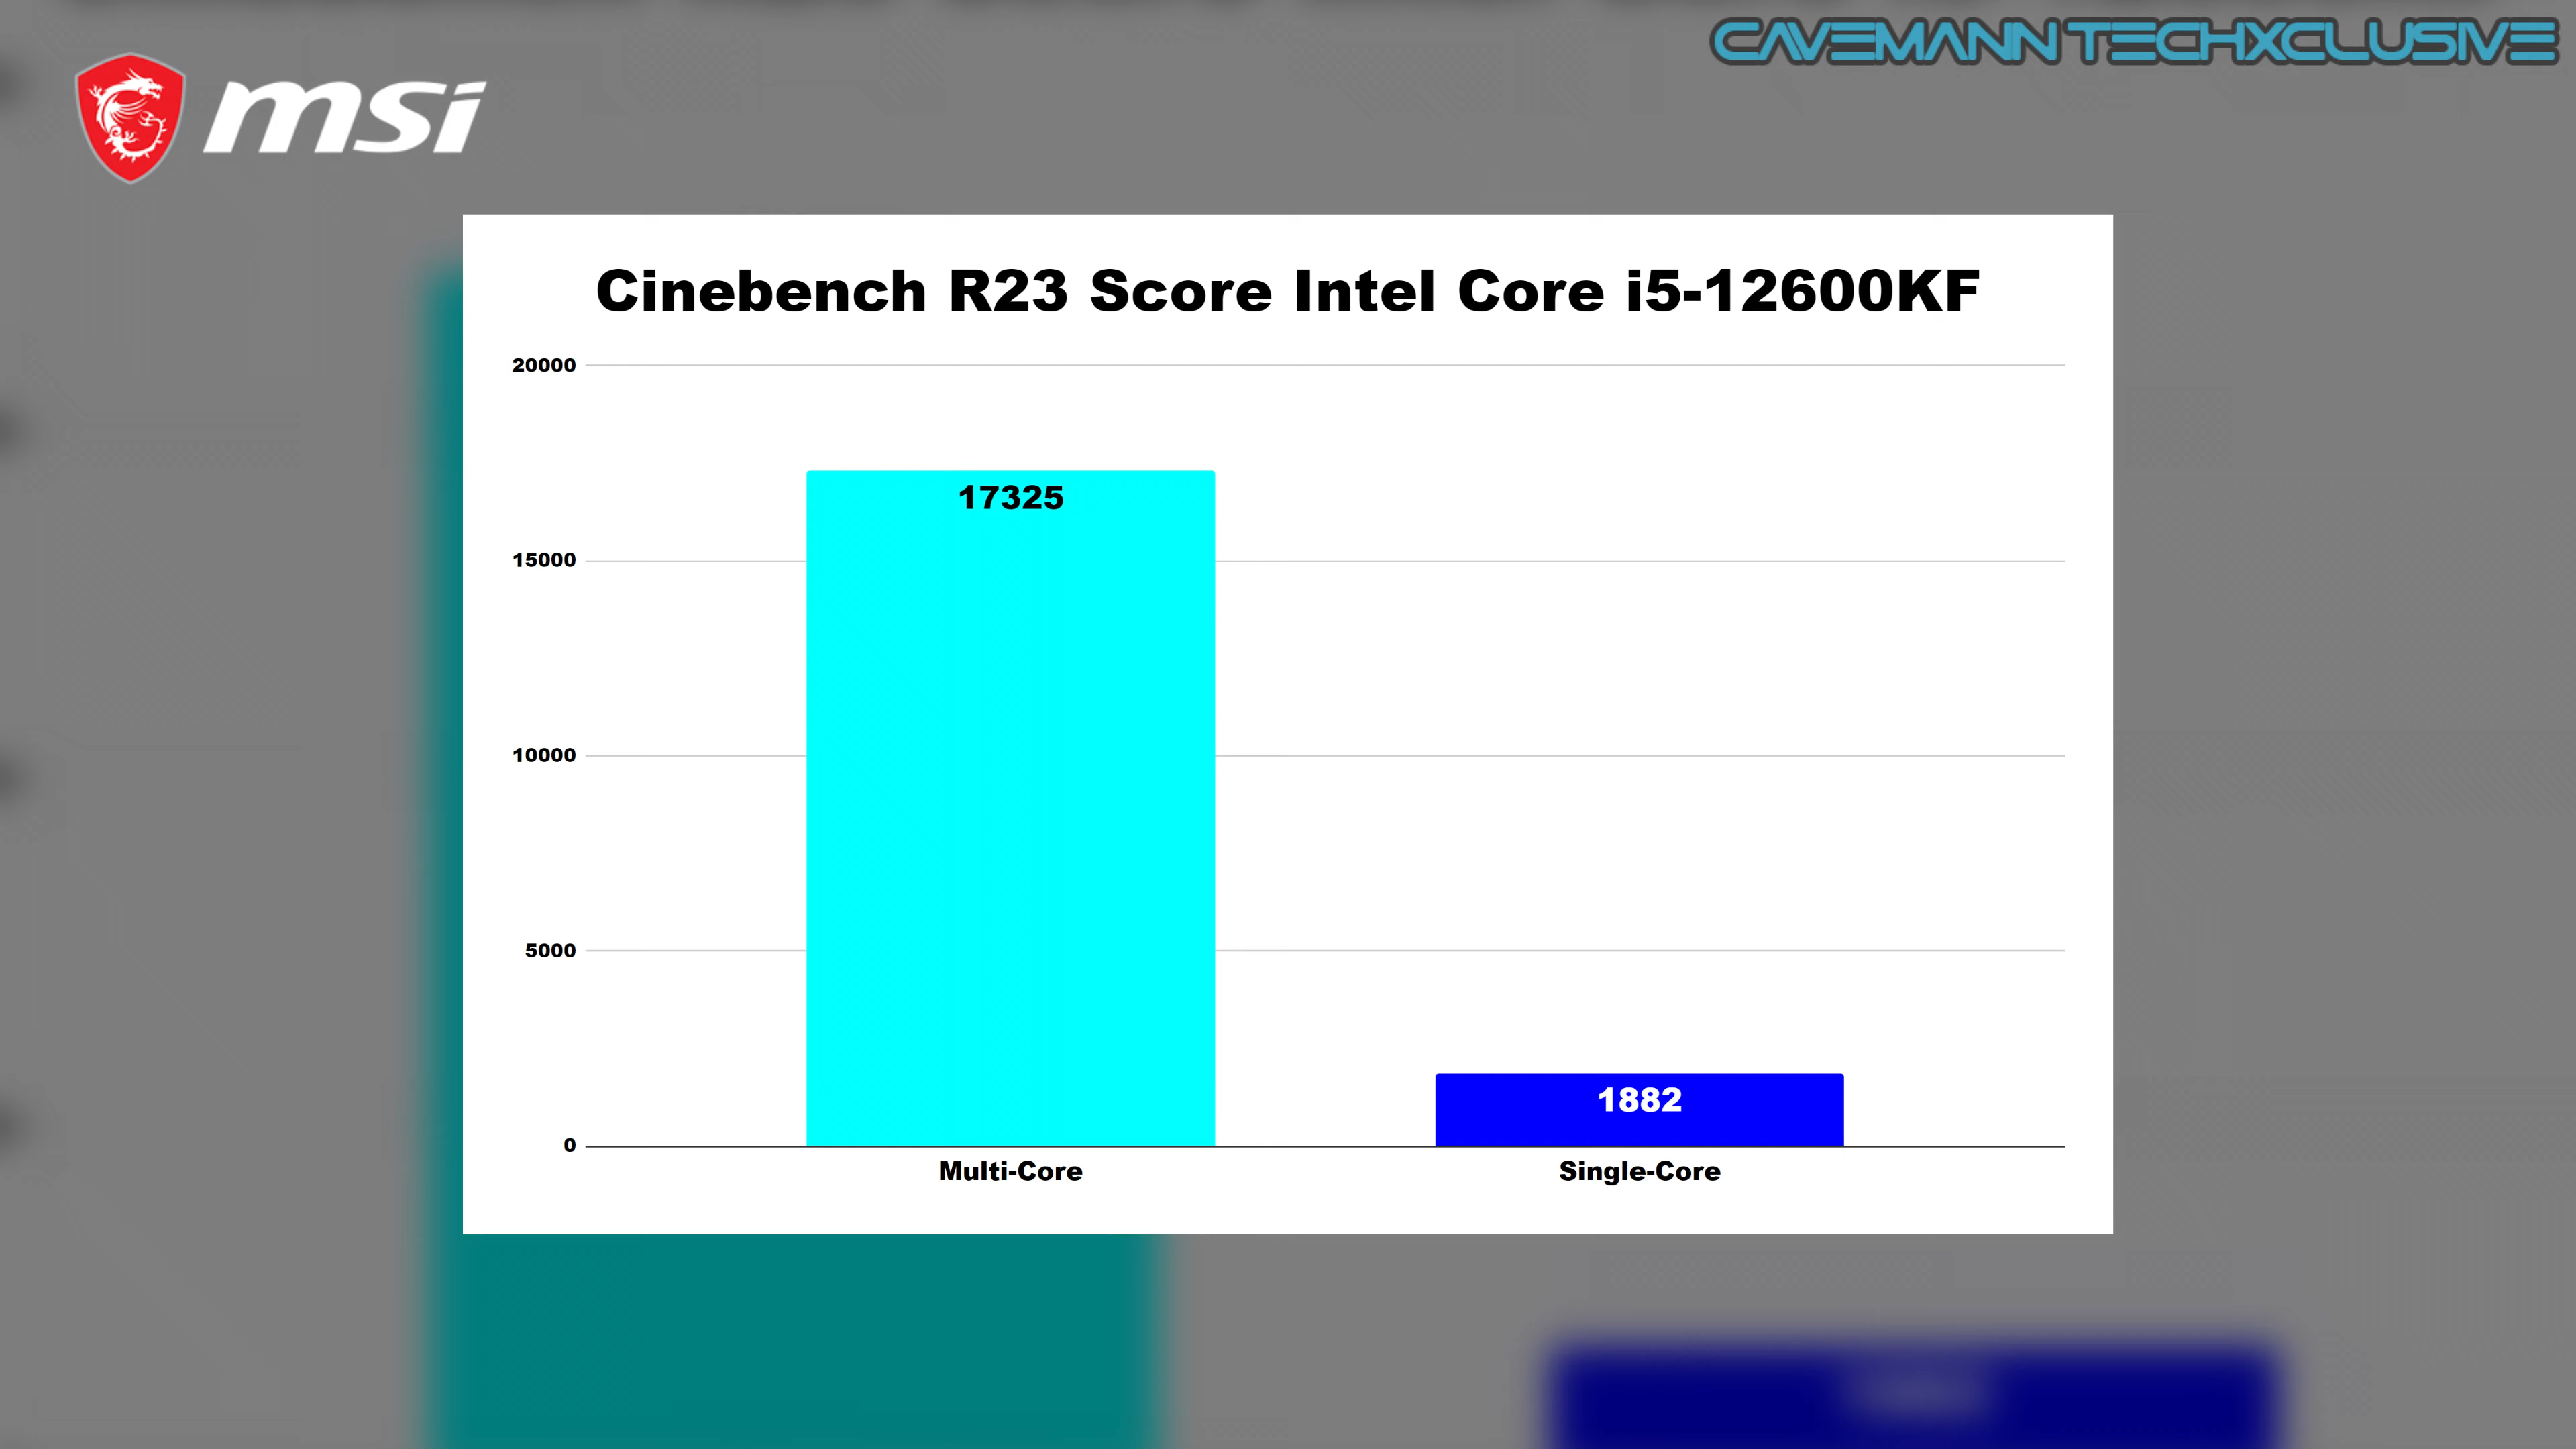 msi
CAVEMANN TECHXCLUSIVE
Cinebench R23 Score Intel Core i5-12600KF
20000
17325
15000
10000
5000
1882
0
Multi-Core
Single-Core